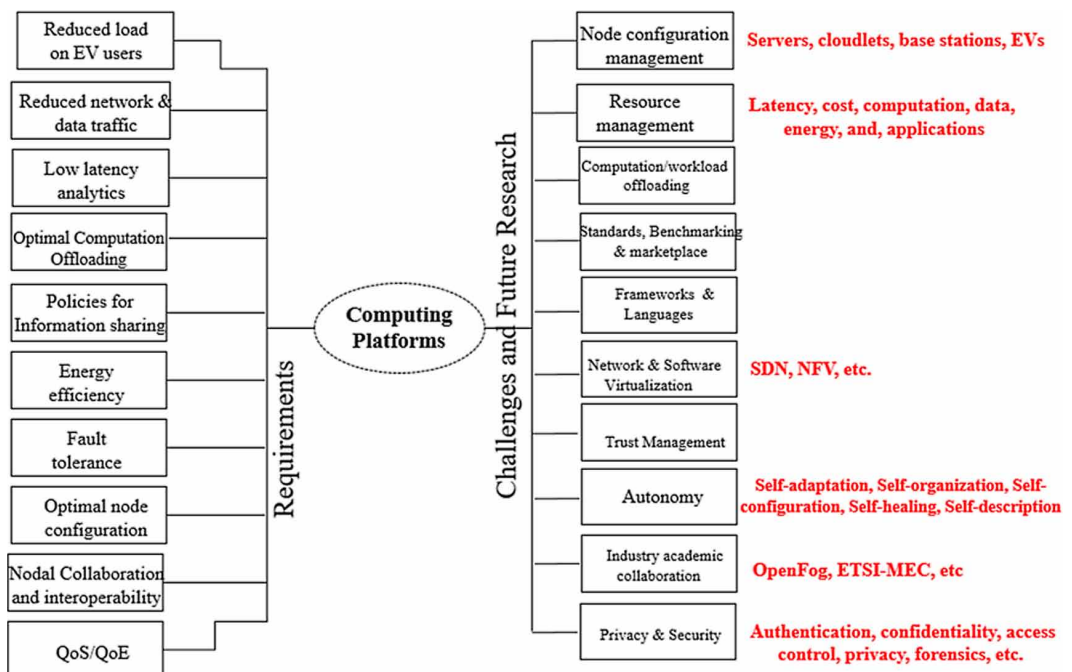 Reduced load
on EV users
Reduced network &
data traffic
Low latency
analytics
Optimal Computation
Offloading
Policies for
Information sharing
Energy
efficiency
Fault
tolerance
Optimal node
configuration
Nodal Collaboration
and interoperability
QoS/QoE
Requirements
Computing
Platforms
Challenges and Future Research
Node configuration
management
Servers, cloudlets, base stations, EVs
Resource
management
Latency, cost, computation, data,
energy, and, applications
Computation/workload
offloading
Standards, Benchmarking
& marketplace
Frameworks &
Languages
Network & Software
Virtualization
SDN, NFV, etc.
Trust Management
Autonomy
Self-adaptation, Self-organization, Self-
configuration, Self-healing, Self-description
Industry academic
collaboration
OpenFog, ETSI-MEC, etc
Privacy & Security
Authentication, confidentiality, access
control, privacy, forensics, etc.